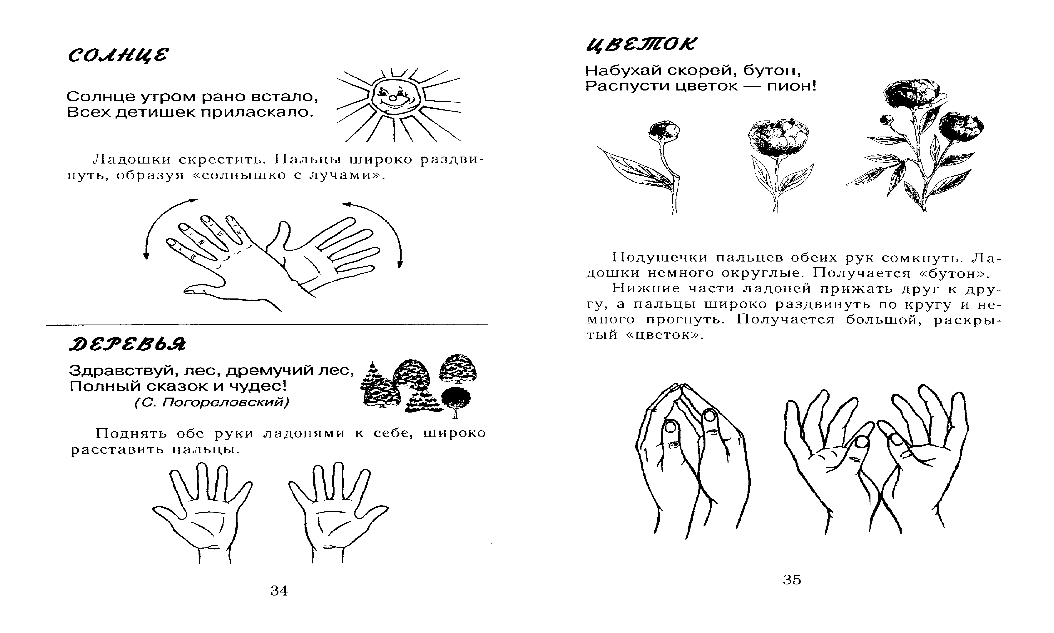 СОЛНЦЕ
Солнце утром рано встало,
Всех детишек приласкало.
Ладошки скрестить. Пальцы широко раздви-
нуть, образуя «солнышко с лучами».
ДЕРЕВЬЯ
Здравствуй, лес, дремучий лес,
Полный сказок и чудес!
(С. Погореловский)
Поднять обе руки ладонями к себе, широко
расставить пальцы.
34
ЦВЕТОК
Набухай скорей, бутон,
Распусти цветок — пион!
Подушечки пальцев обеих рук сомкнуть. Ла-
дошки немного округлые. Получается «бутон».
Нижние части ладоней прижать друг к дру-
гу, а пальцы широко раздвинуть по кругу и не-
много прогнуть. Получается большой, раскры-
тый «цветок».
35